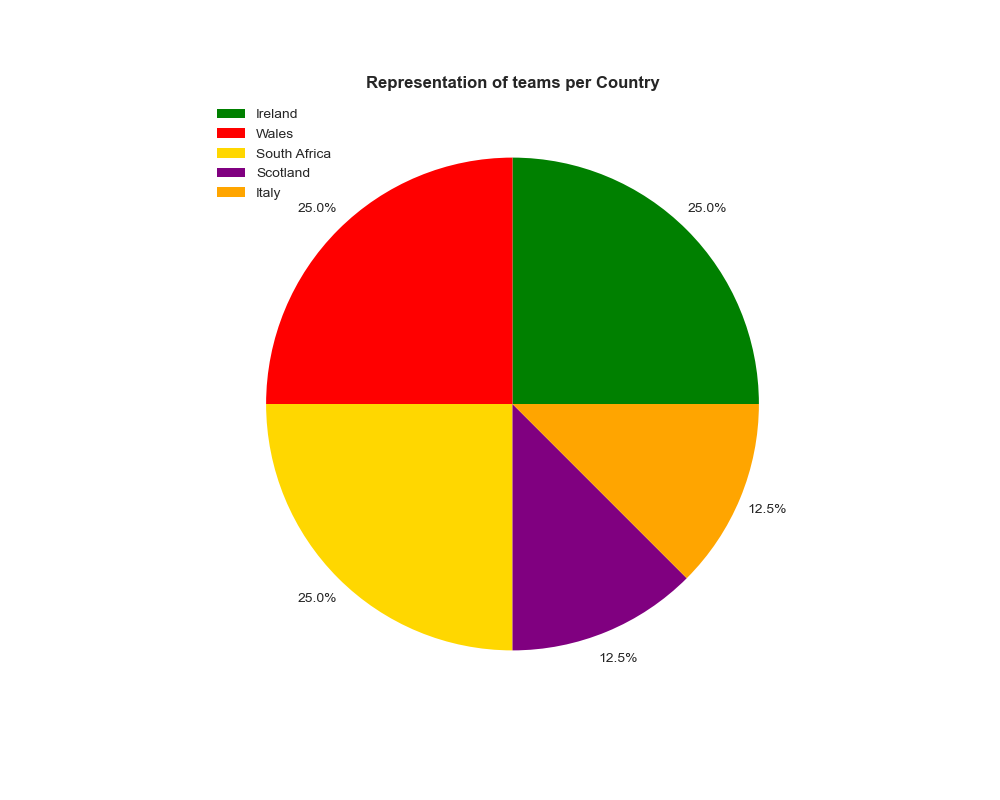 Representation of teams per Country
Ireland
Wales
South Africa
Scotland
Italy
25.0%
25.0%
12.5%
25.0%
12.5%